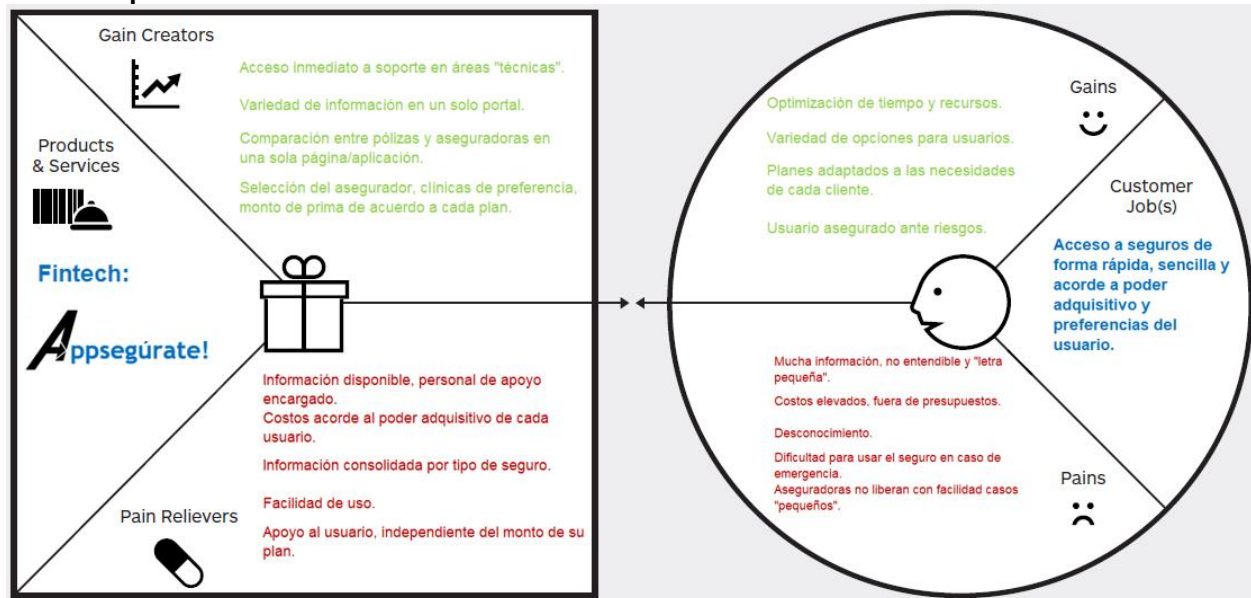 Gain Creators
Acceso inmediato a soporte en áreas "técnicas".
Variedad de información en un solo portal.
Comparación entre pólizas y aseguradoras en
una sola página/aplicación.
Selección del asegurador, clínicas de preferencia,
monto de prima de acuerdo a cada plan.
Products
& Services
Fintech:
Appsegúrate!
Información disponible, personal de apoyo
encargado.
Costos acorde al poder adquisitivo de cada
usuario.
Información consolidada por tipo de seguro.
Facilidad de uso.
Apoyo al usuario, independiente del monto de su
plan.
Pain Relievers
Gains
Optimización de tiempo y recursos.
Variedad de opciones para usuarios.
Planes adaptados a las necesidades
de cada cliente.
Usuario asegurado ante riesgos.
Customer
Job(s)
Acceso a seguros de
forma rápida, sencilla y
acorde a poder
adquisitivo y
preferencias del
usuario.
Mucha información, no entendible y "letra
pequeña".
Costos elevados, fuera de presupuestos.
Desconocimiento.
Dificultad para usar el seguro en caso de
emergencia.
Aseguradoras no liberan con facilidad casos
"pequeños".
Pains